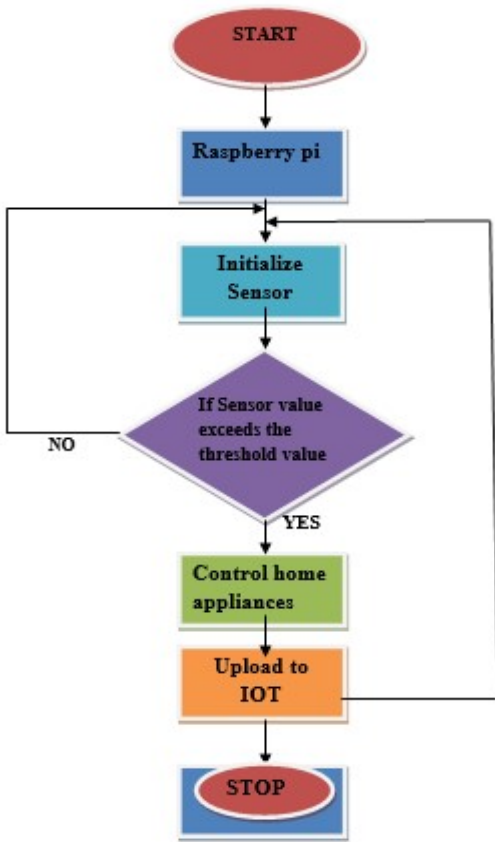 START
Raspberry pi
Initialize
Sensor
If Sensor value
exceeds the
threshold value
NO
YES
Control home
appliances
Upload to
IOT
STOP